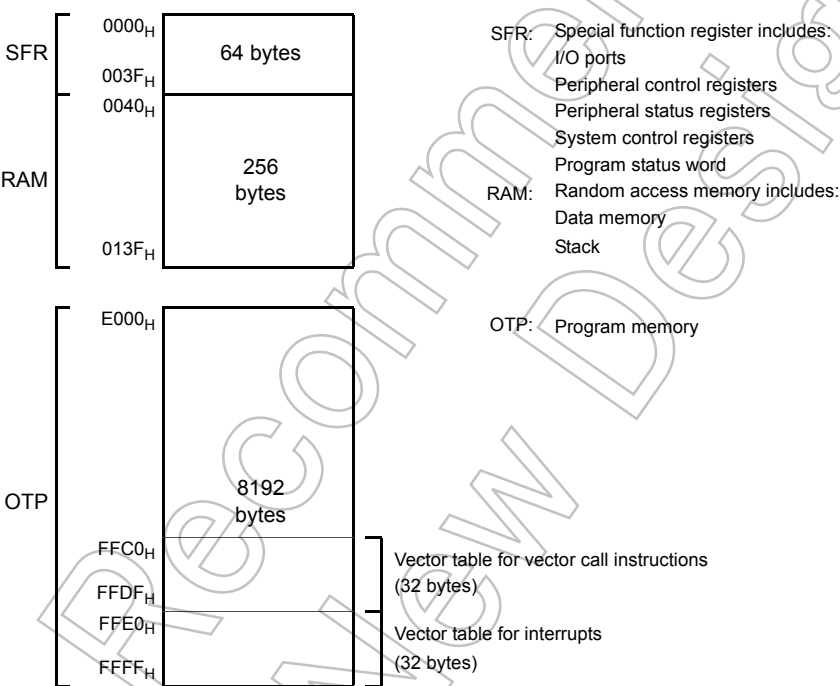 SFR
0000H
64 bytes
003FH
RAM
0040H
256
bytes
013FH
OTP
E000H
8192
bytes
FFC0H
FFDFH
FFE0H
FFFFH
Vector table for vector call instructions
(32 bytes)
Vector table for interrupts
(32 bytes)
SFR: Special function register includes:
I/O ports
Peripheral control registers
Peripheral status registers
System control registers
Program status word
RAM: Random access memory includes:
Data memory
Stack
OTP: Program memory
Recommen
New Desig